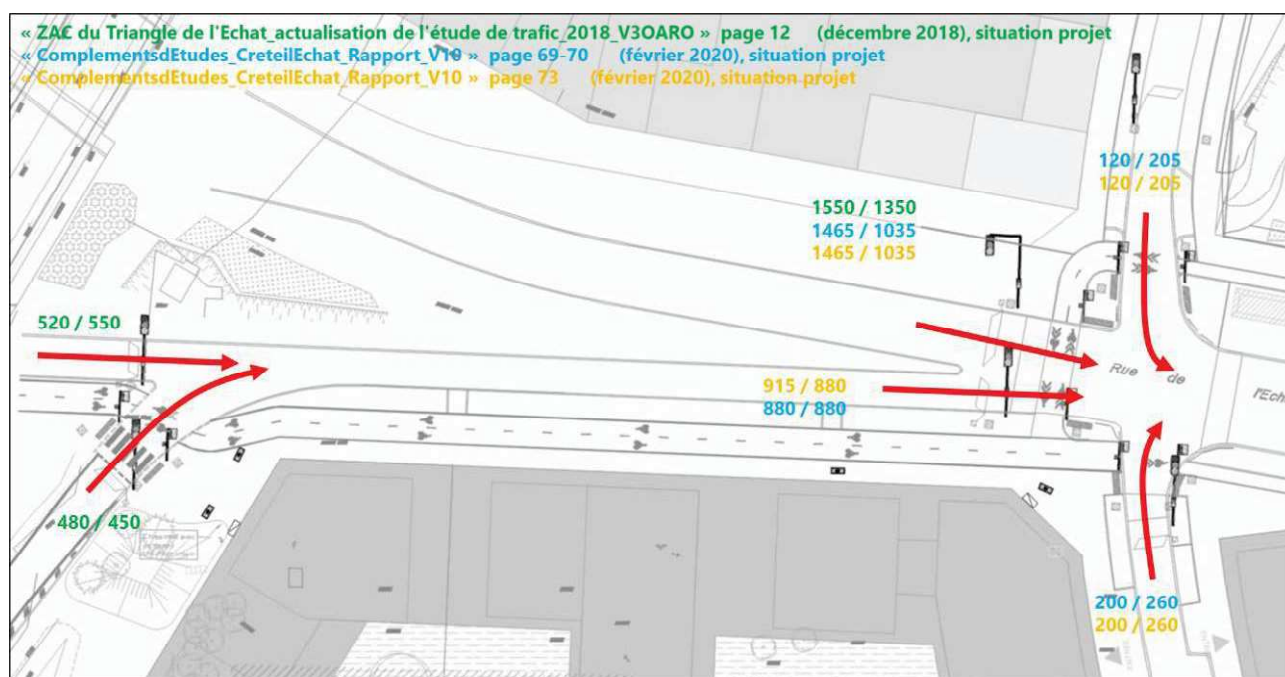 « ZAC du Triangle de l'Echat_actualisation de l'étude de trafic_2018_V3OARO » page 12 (décembre 2018), situation projet
« ComplementsdEtudes_CreteilEchat_Rapport_V10 » page 69-70 (février 2020), situation projet
« ComplementsdEtudes_CreteilEchat_Rapport_V10 » page 73 (février 2020), situation projet
120 / 205
120 / 205
1550 / 1350
1465 / 1035
1465 / 1035
520 / 550
Rue de
915 / 880
880 / 880
480 / 450
200 / 260
200 / 260